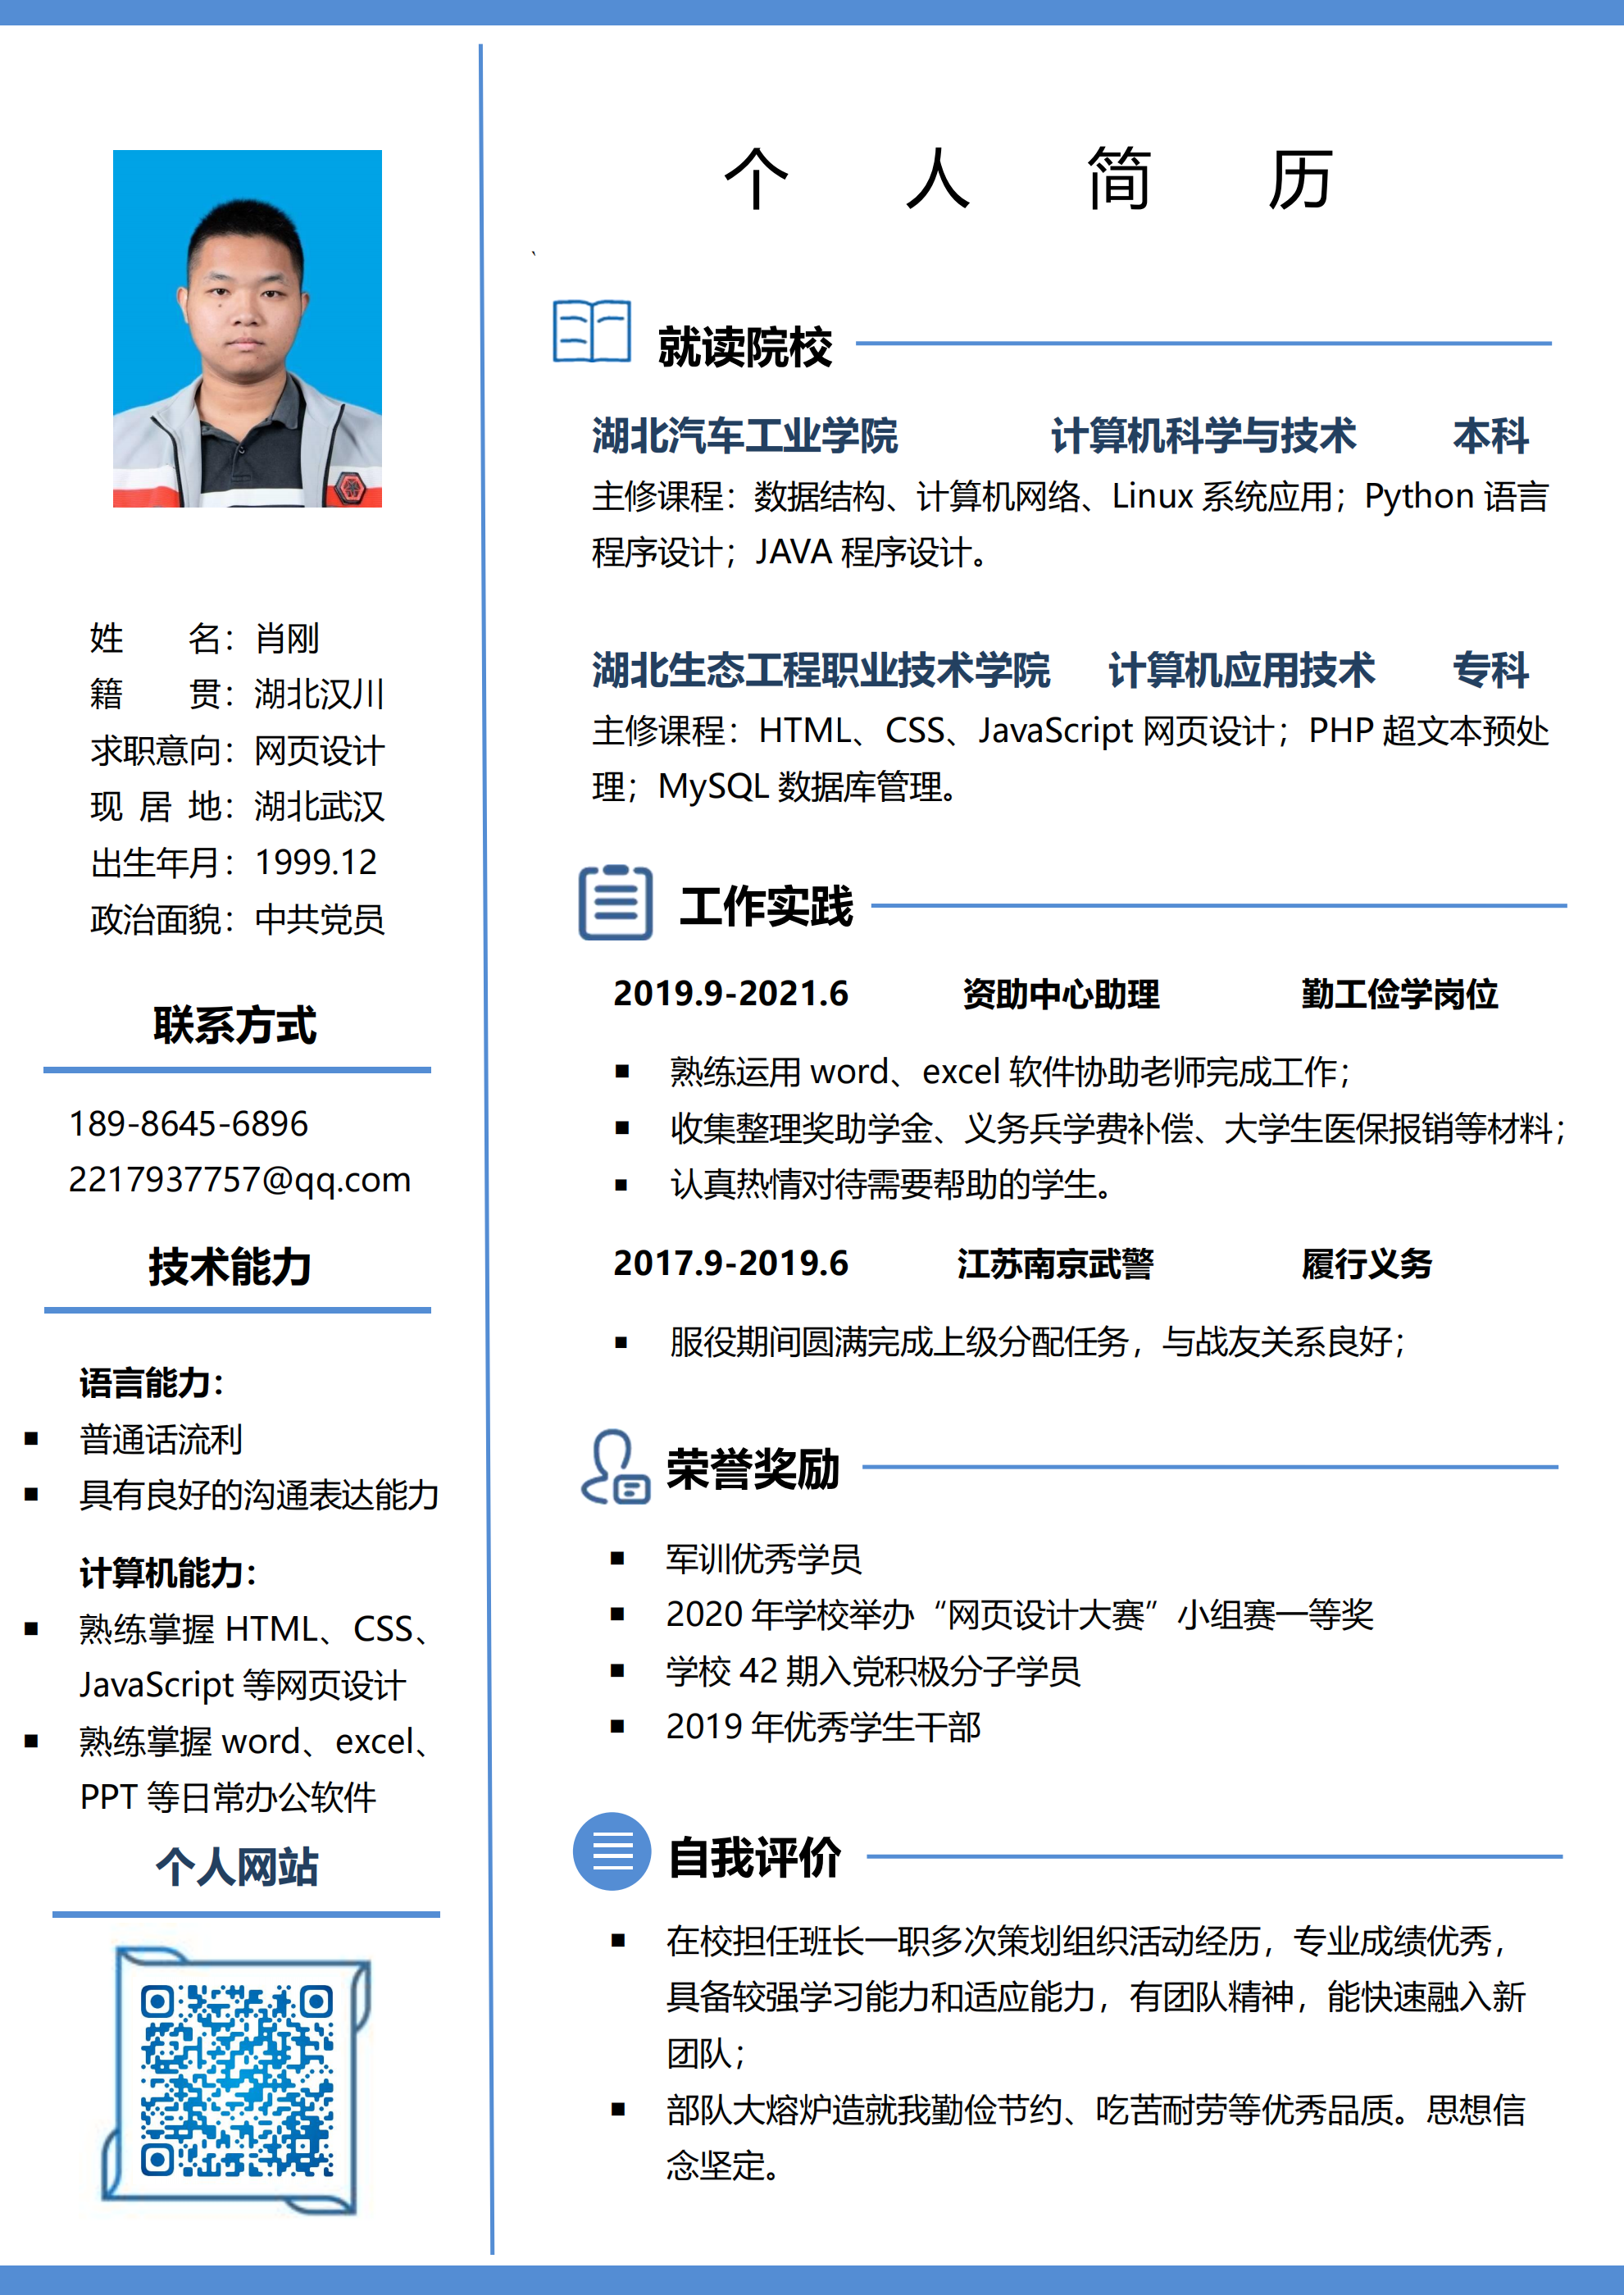 个 人 简 历
、
姓 名：肖刚
籍 贯：湖北汉川
求职意向：网页设计
现 居 地：湖北武汉
出生年月：1999.12
政治面貌：中共党员
联系方式
189-8645-6896
2217937757@qq.com
技术能力
语言能力：
■ 普通话流利
■ 具有良好的沟通表达能力
计算机能力：
■ 熟练掌握 HTML、CSS、
JavaScript 等网页设计
■ 熟练掌握 word、excel、
PPT 等日常办公软件
个人网站
就读院校
湖北汽车工业学院 计算机科学与技术 本科
主修课程：数据结构、计算机网络、Linux 系统应用；Python 语言
程序设计；JAVA 程序设计。
湖北生态工程职业技术学院 计算机应用技术 专科
主修课程：HTML、CSS、JavaScript 网页设计；PHP 超文本预处
理；MySQL 数据库管理。
工作实践
2019.9-2021.6 资助中心助理 勤工俭学岗位
■ 熟练运用 word、excel 软件协助老师完成工作；
■ 收集整理奖助学金、义务兵学费补偿、大学生医保报销等材料；
■ 认真热情对待需要帮助的学生。
2017.9-2019.6 江苏南京武警 履行义务
■ 服役期间圆满完成上级分配任务，与战友关系良好；
荣誉奖励
■ 军训优秀学员
■ 2020 年学校举办“网页设计大赛”小组赛一等奖
■ 学校 42 期入党积极分子学员
■ 2019 年优秀学生干部
自我评价
■ 在校担任班长一职多次策划组织活动经历，专业成绩优秀，
具备较强学习能力和适应能力，有团队精神，能快速融入新
团队；
■ 部队大熔炉造就我勤俭节约、吃苦耐劳等优秀品质。思想信
念坚定。